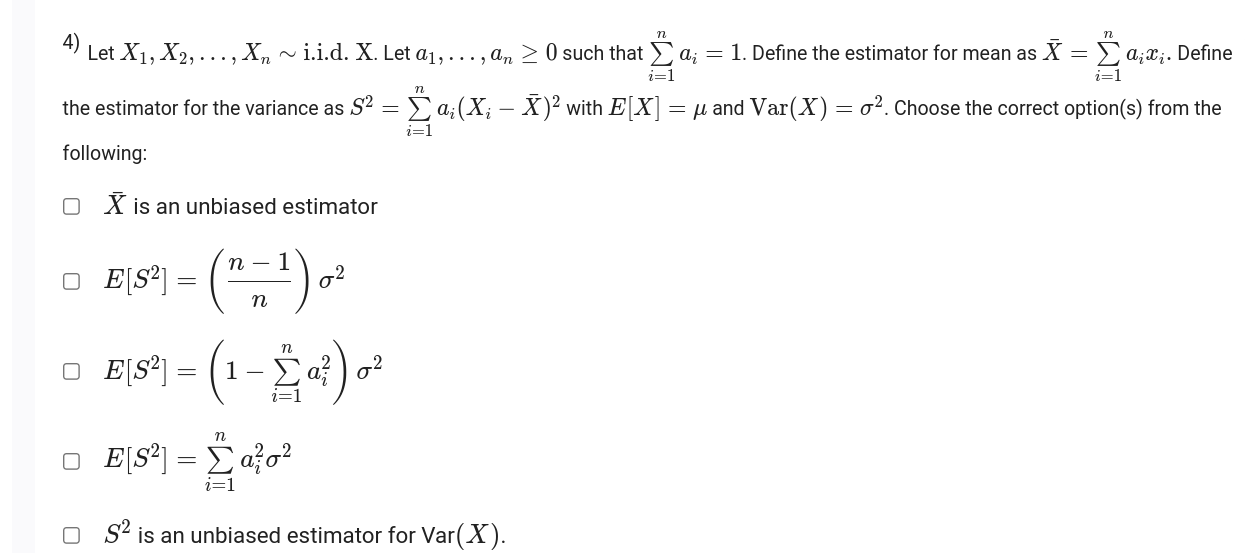 4) Let X₁, X₂, . . . , Xₙ ∼ i.i.d. X. Let a₁, . . . , aₙ ≥ 0 such that ∑ᵢ₌₁ⁿ aᵢ = 1. Define the estimator for mean as X̄ = ∑ᵢ₌₁ⁿ aᵢxᵢ. Define
the estimator for the variance as S² = ∑ᵢ₌₁ⁿ aᵢ(Xᵢ − X̄)² with E[X] = μ and Var(X) = σ². Choose the correct option(s) from the
following:
X̄ is an unbiased estimator
E[S²] = ((n − 1)/n) σ²
E[S²] = (1 − ∑ᵢ₌₁ⁿ aᵢ²) σ²
E[S²] = ∑ᵢ₌₁ⁿ aᵢ²σ²
S² is an unbiased estimator for Var(X).